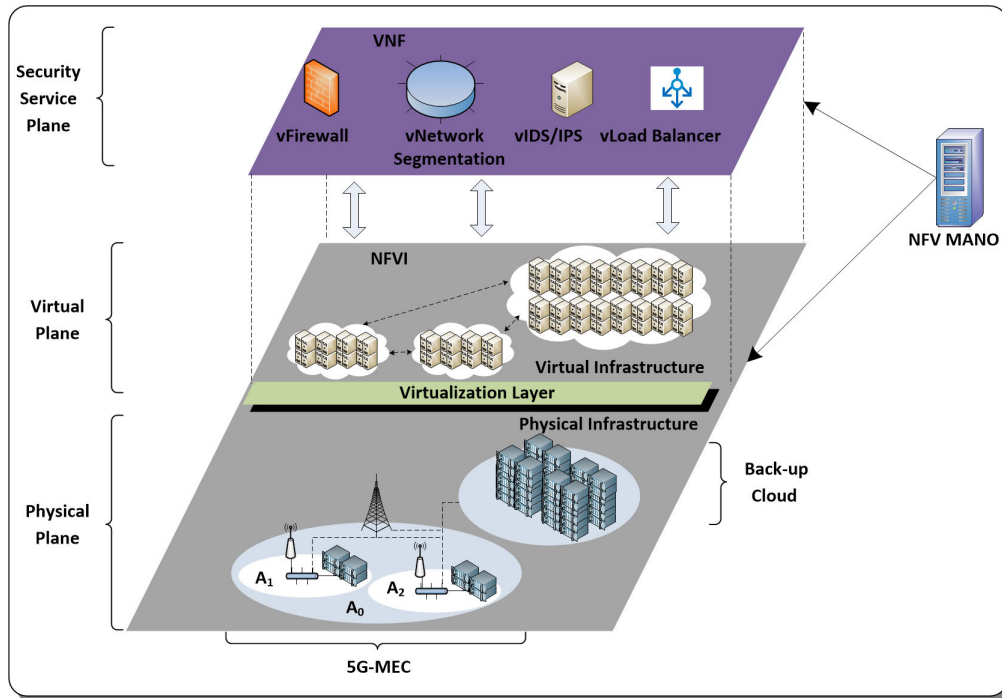 Security
Service
Plane
VNF
vFirewall
vNetwork
Segmentation
vIDS/IPS
vLoad Balancer
NFV MANO
Virtual
Plane
NFVI
Virtual Infrastructure
Virtualization Layer
Physical Infrastructure
Back-up
Cloud
Physical
Plane
A1
A2
A0
5G-MEC